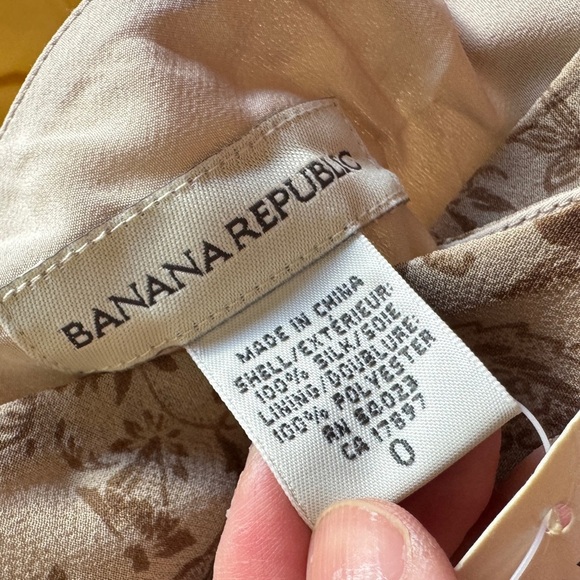 BANANA REPUBLIC
MADE IN CHINA
SHELL/EXTERIEUR:
100% SILK/SOIE
LINING/DOUBLURE:
100% POLYESTER
RN 54023
CA 17897
0